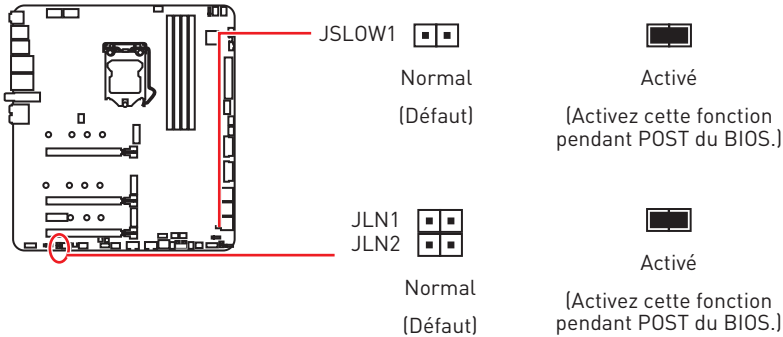 JSLOW1
Normal
(Défaut)
Activé
(Activez cette fonction
pendant POST du BIOS.)
JLN1
JLN2
Normal
(Défaut)
Activé
(Activez cette fonction
pendant POST du BIOS.)